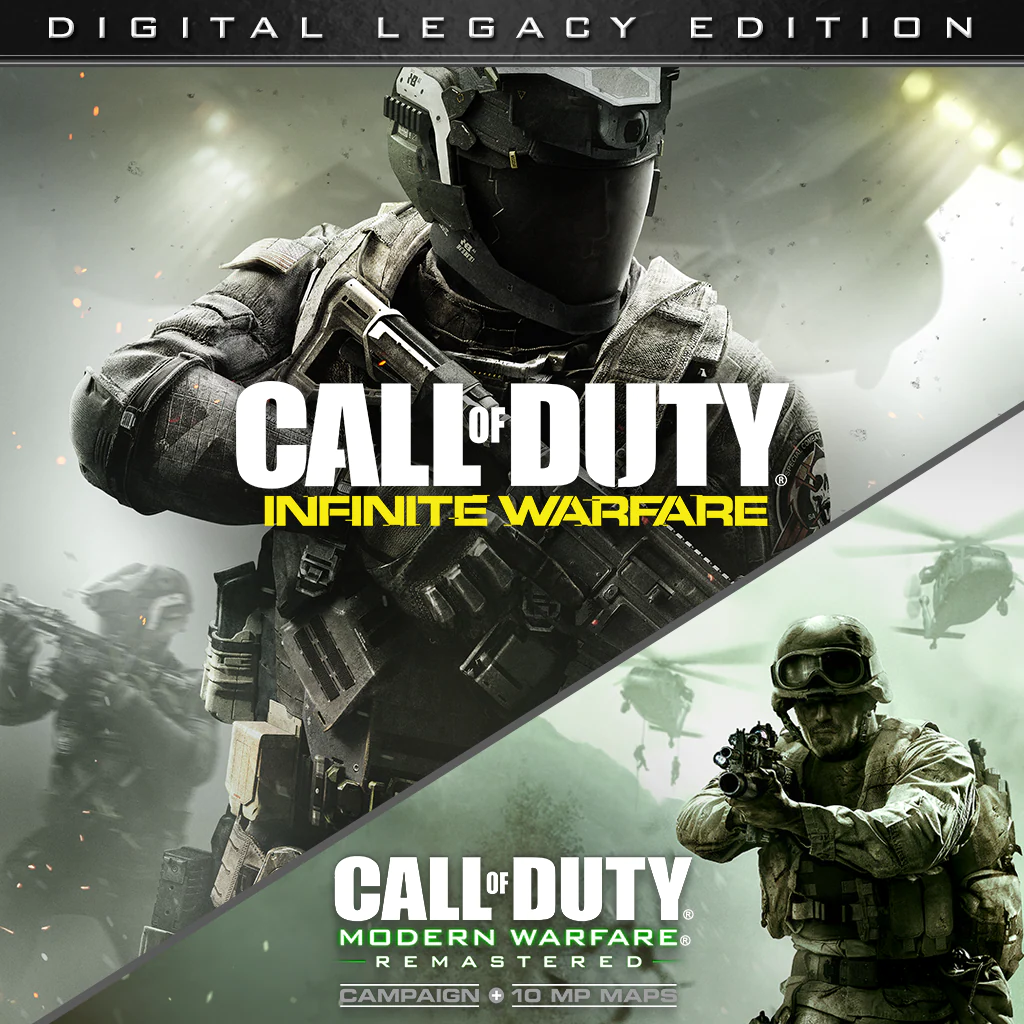 DIGITAL LEGACY EDITION
CALL OF DUTY®
INFINITE WARFARE
CALL OF DUTY®
MODERN WARFARE®
REMASTERED
CAMPAIGN + 10 MP MAPS